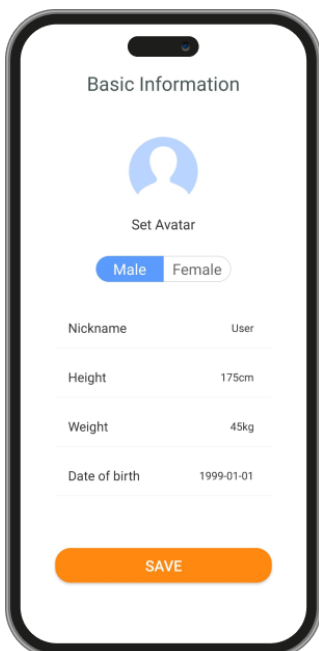 Basic Information
Set Avatar
Male Female
Nickname User
Height 175cm
Weight 45kg
Date of birth 1999-01-01
SAVE